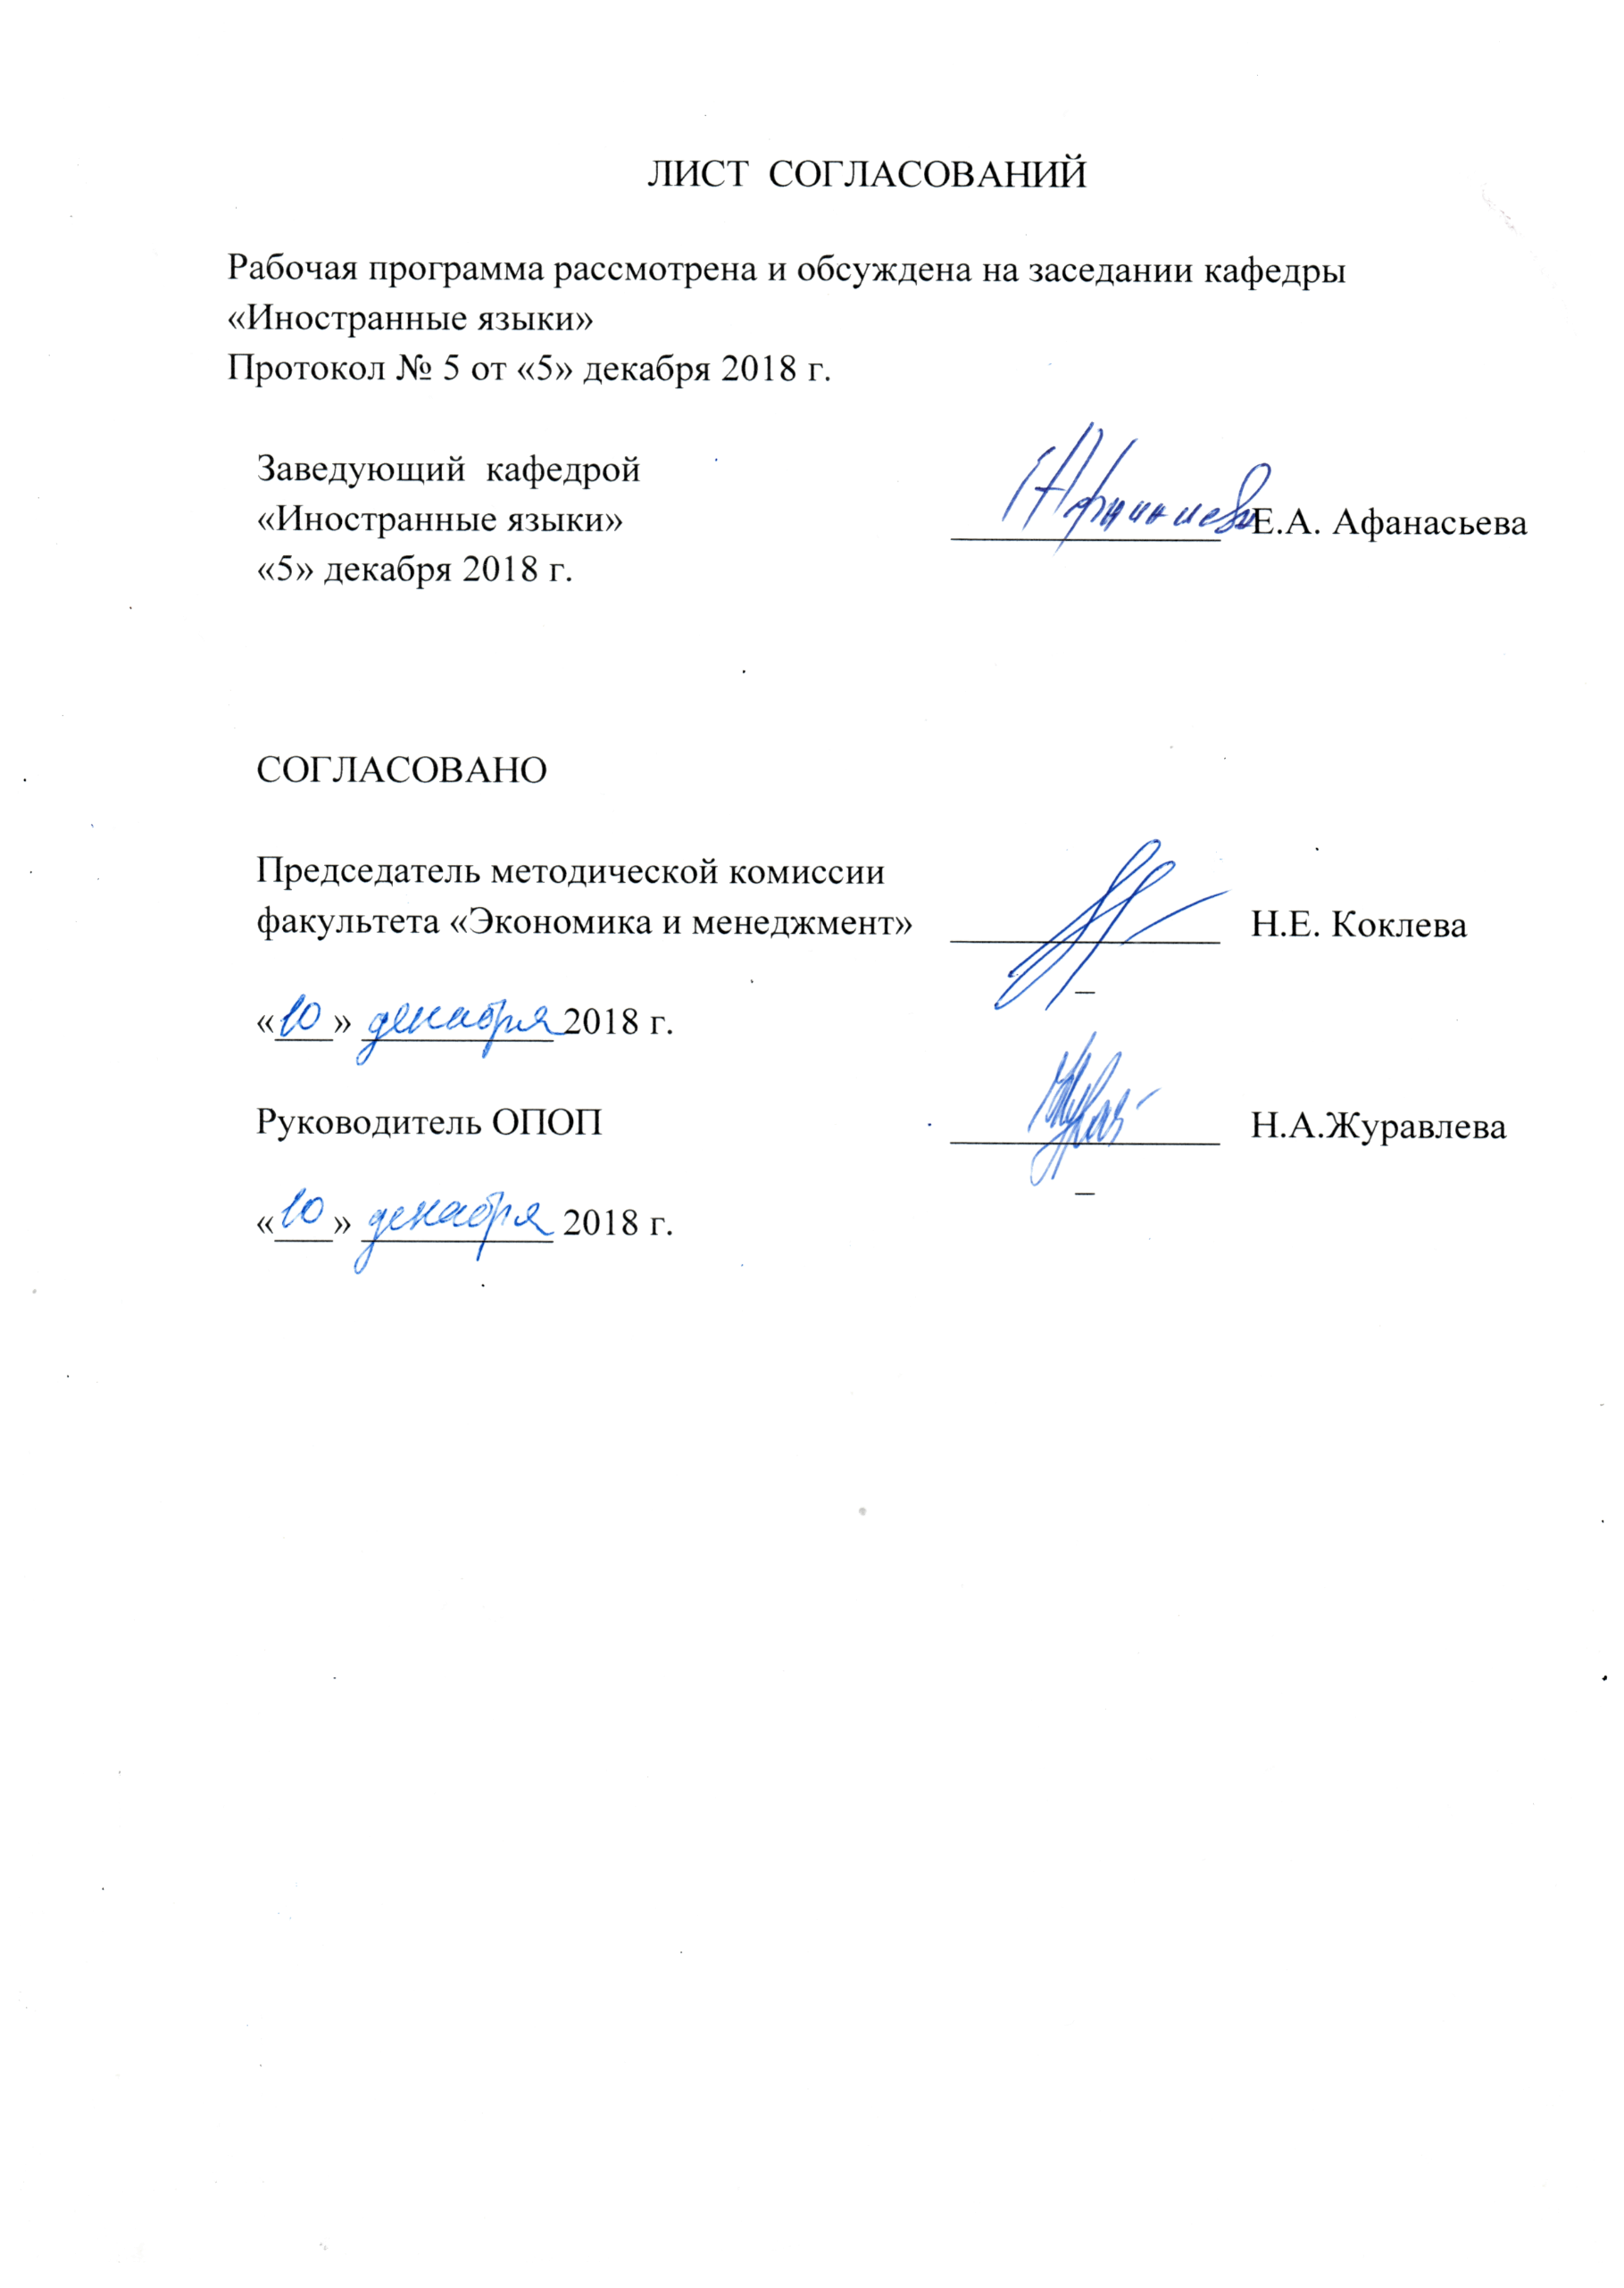 ЛИСТ СОГЛАСОВАНИЙ
Рабочая программа рассмотрена и обсуждена на заседании кафедры
«Иностранные языки»
Протокол № 5 от «5» декабря 2018 г.
Заведующий кафедрой
«Иностранные языки» Е.А. Афанасьева
«5» декабря 2018 г.
СОГЛАСОВАНО
Председатель методической комиссии
факультета «Экономика и менеджмент» Н.Е. Коклева
«10» декабря 2018 г.
Руководитель ОПОП Н.А.Журавлева
«10» декабря 2018 г.